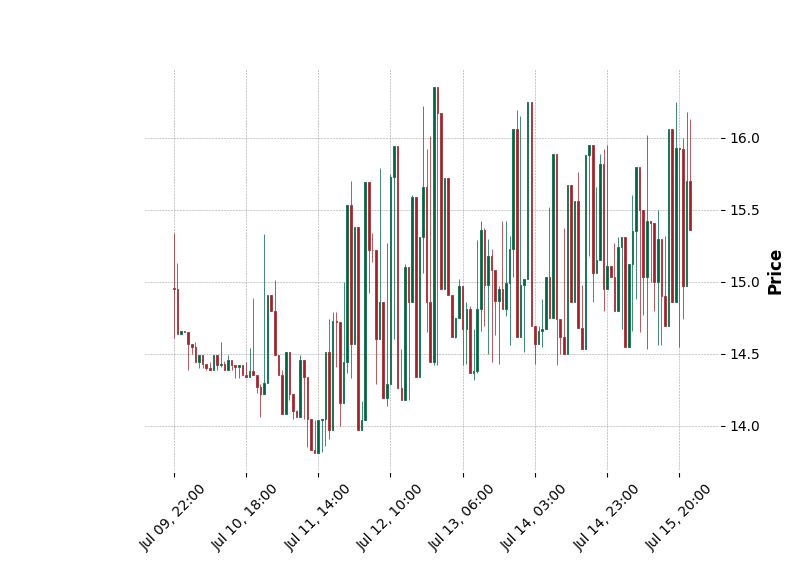 16.0
15.5
15.0
14.5
14.0
Price
Jul 09, 22:00
Jul 10, 18:00
Jul 11, 14:00
Jul 12, 10:00
Jul 13, 06:00
Jul 14, 03:00
Jul 14, 23:00
Jul 15, 20:00